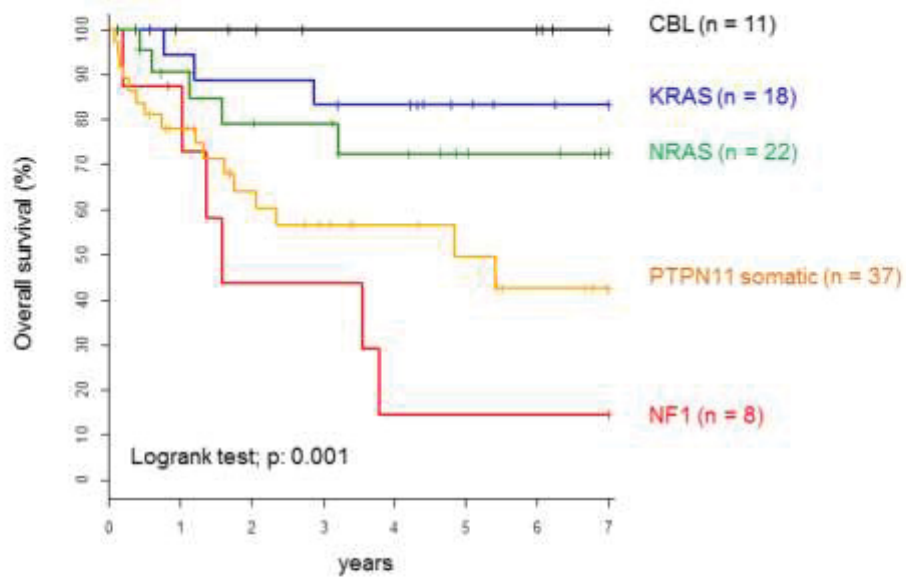 Overall survival (%)
100
90
80
70
60
50
40
30
20
10
0
CBL (n = 11)
KRAS (n = 18)
NRAS (n = 22)
PTPN11 somatic (n = 37)
NF1 (n = 8)
Logrank test; p: 0.001
0 1 2 3 4 5 6 7
years